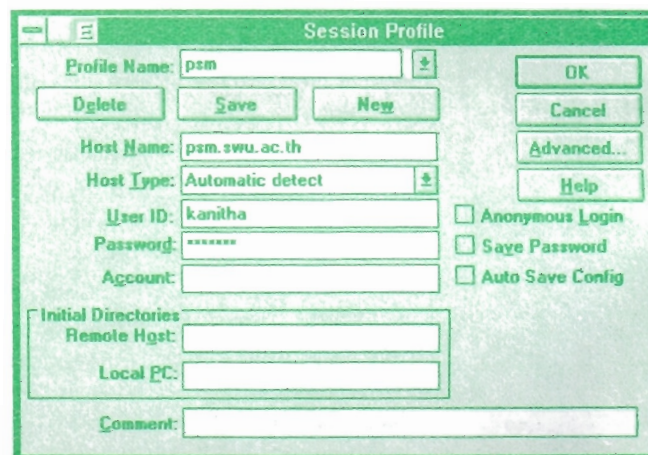 Session Profile
Profile Name: psm
OK
Delete Save New
Cancel
Host Name: psm.swu.ac.th
Advanced...
Host Type: Automatic detect
Help
User ID: kanitha
Anonymous Login
Password: *******
Save Password
Account:
Auto Save Config
Initial Directories
Remote Host:
Local PC:
Comment: